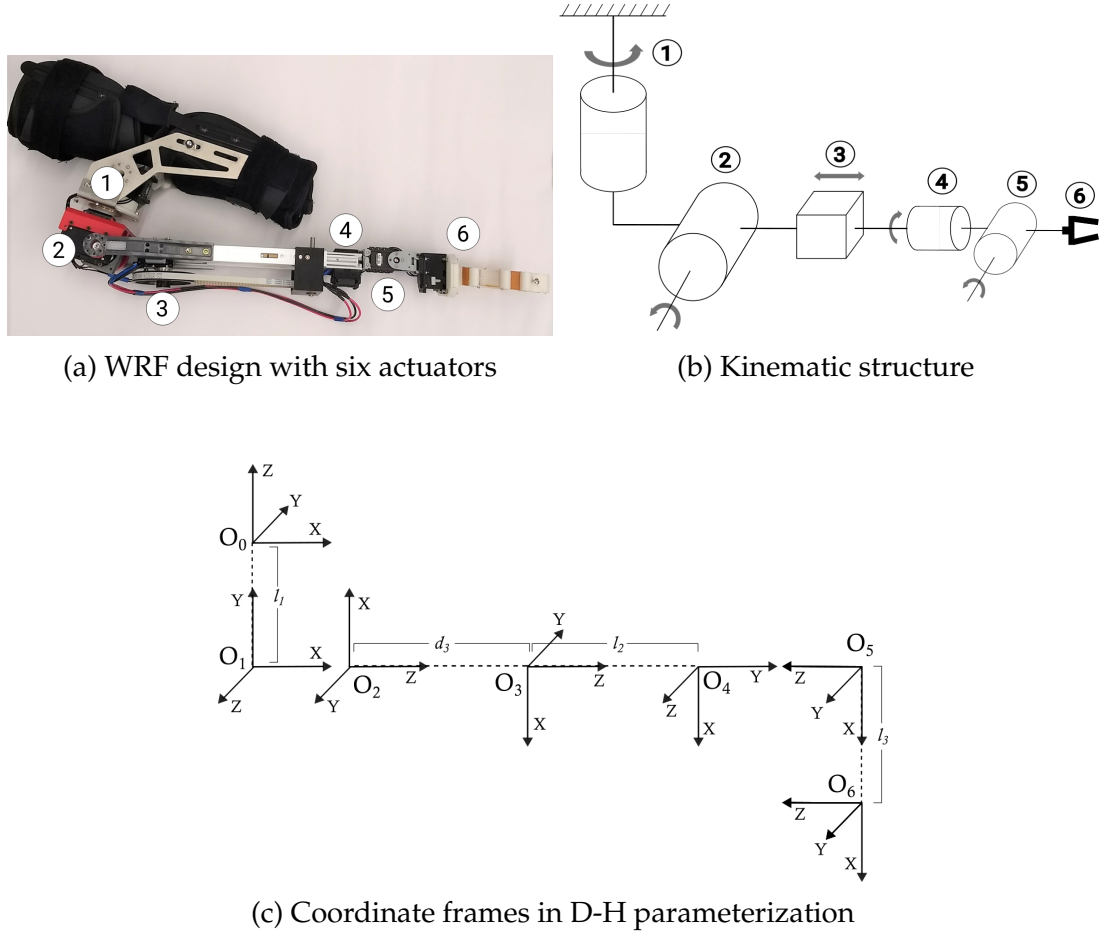 1
2
3
4
5
6
(a) WRF design with six actuators
①
②
③
④
⑤
⑥
(b) Kinematic structure
Z
Y
X
O₀
l₁
Y
X
O₁
Z
X
Z
O₂
Y
d₃
Y
O₃
Z
X
l₂
O₄
Y
Z
X
O₅
Z
Y
X
l₃
O₆
Z
Y
X
(c) Coordinate frames in D-H parameterization